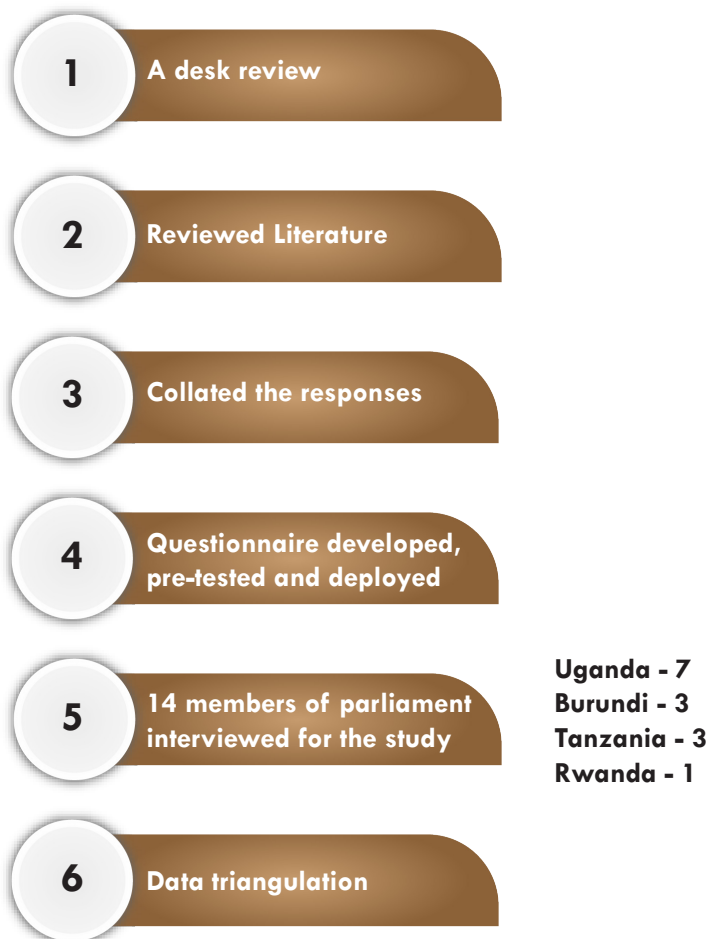 1
A desk review
2
Reviewed Literature
3
Collated the responses
4
Questionnaire developed,
pre-tested and deployed
5
14 members of parliament
interviewed for the study
Uganda - 7
Burundi - 3
Tanzania - 3
Rwanda - 1
6
Data triangulation